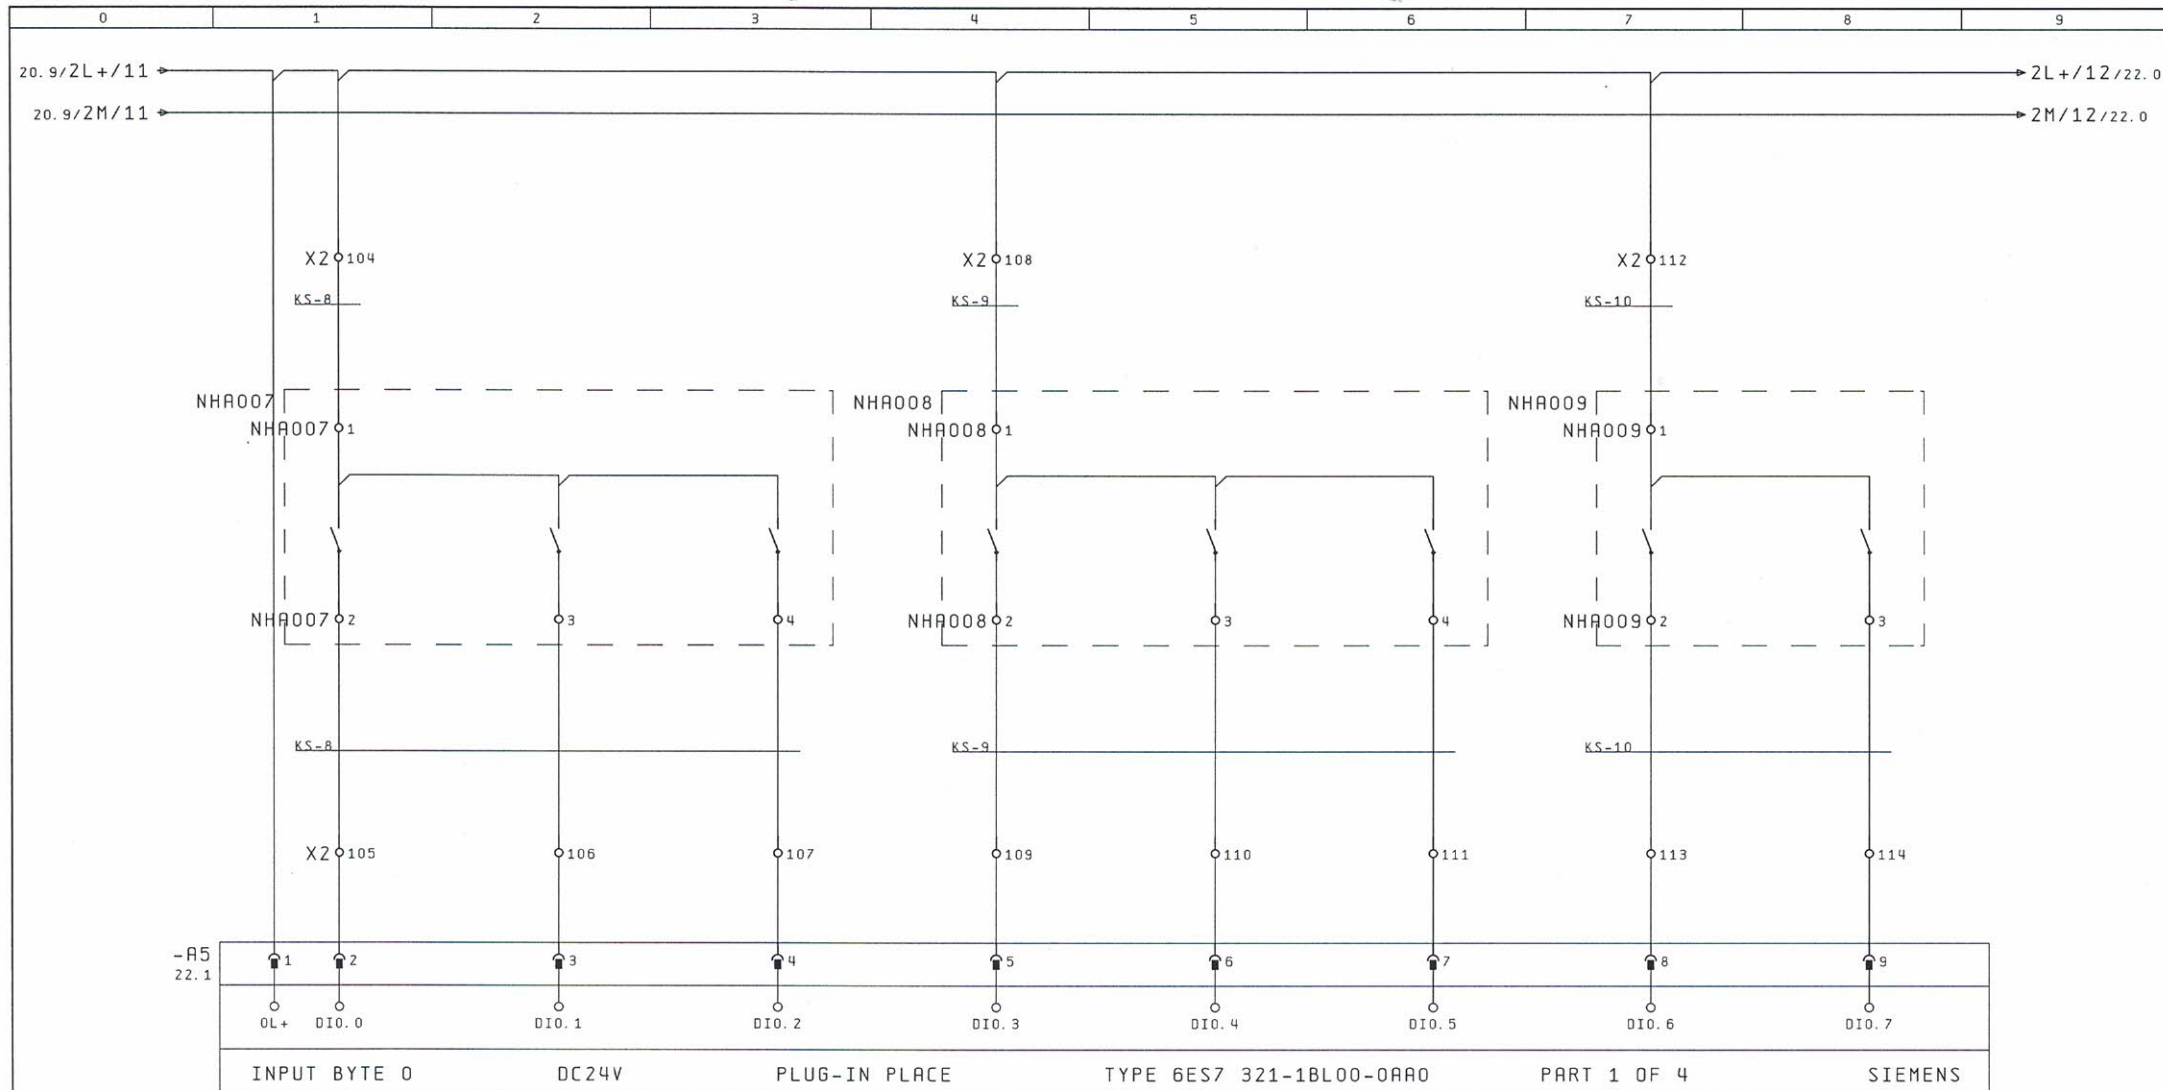 0 1 2 3 4 5 6 7 8 9
20.9/2L+/11 2L+/12/22.0
20.9/2M/11 2M/12/22.0
X2 104 X2 108 X2 112
KS-8 KS-9 KS-10
NHA007 NHA008 NHA009
NHA007 1 NHA008 1 NHA009 1
NHA007 2 3 4 NHA008 2 3 4 NHA009 2 3
KS-8 KS-9 KS-10
X2 105 106 107 109 110 111 113 114
-A5 1 2 3 4 5 6 7 8 9
22.1
0L+ DI0.0 DI0.1 DI0.2 DI0.3 DI0.4 DI0.5 DI0.6 DI0.7
INPUT BYTE 0 DC24V PLUG-IN PLACE TYPE 6ES7 321-1BL00-0AA0 PART 1 OF 4 SIEMENS